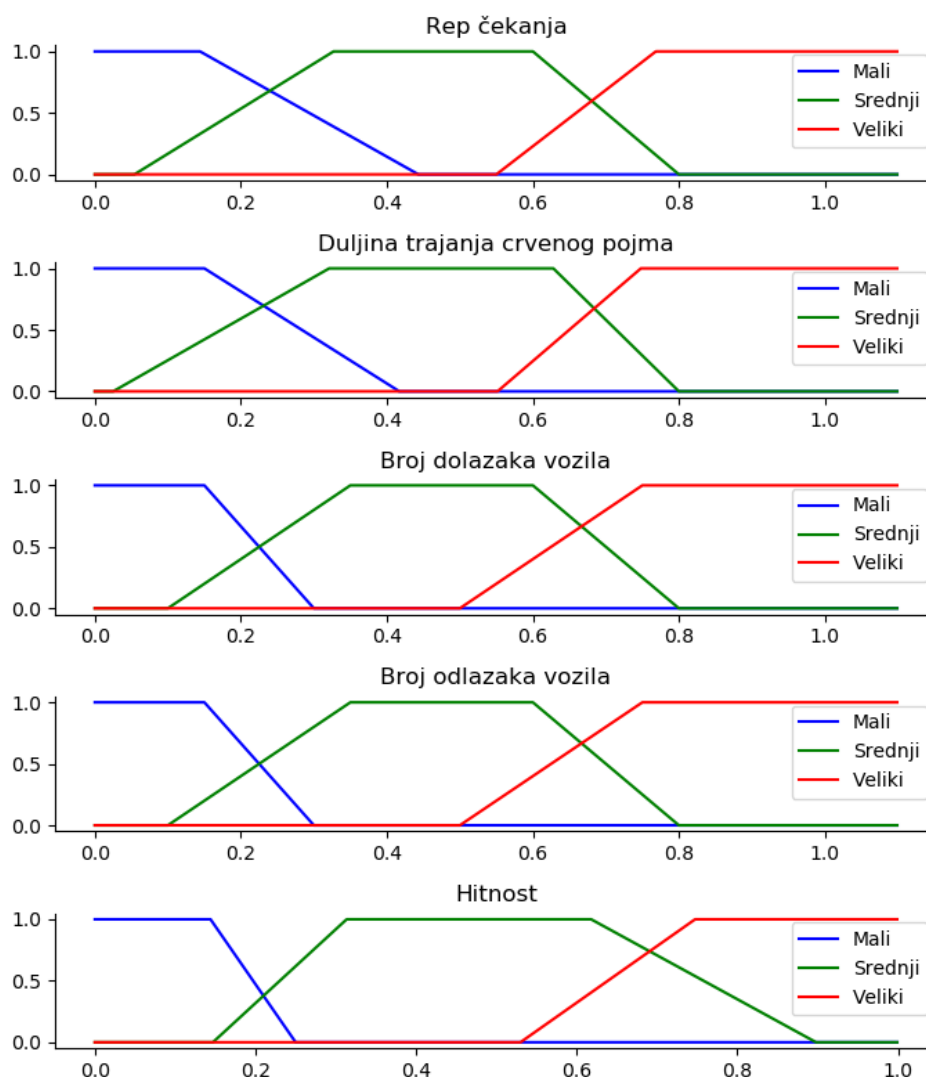 Rep čekanja
1.0
0.5
0.0
Mali
Srednji
Veliki
0.0 0.2 0.4 0.6 0.8 1.0
Duljina trajanja crvenog pojma
1.0
0.5
0.0
Mali
Srednji
Veliki
0.0 0.2 0.4 0.6 0.8 1.0
Broj dolazaka vozila
1.0
0.5
0.0
Mali
Srednji
Veliki
0.0 0.2 0.4 0.6 0.8 1.0
Broj odlazaka vozila
1.0
0.5
0.0
Mali
Srednji
Veliki
0.0 0.2 0.4 0.6 0.8 1.0
Hitnost
1.0
0.5
0.0
Mali
Srednji
Veliki
0.0 0.2 0.4 0.6 0.8 1.0